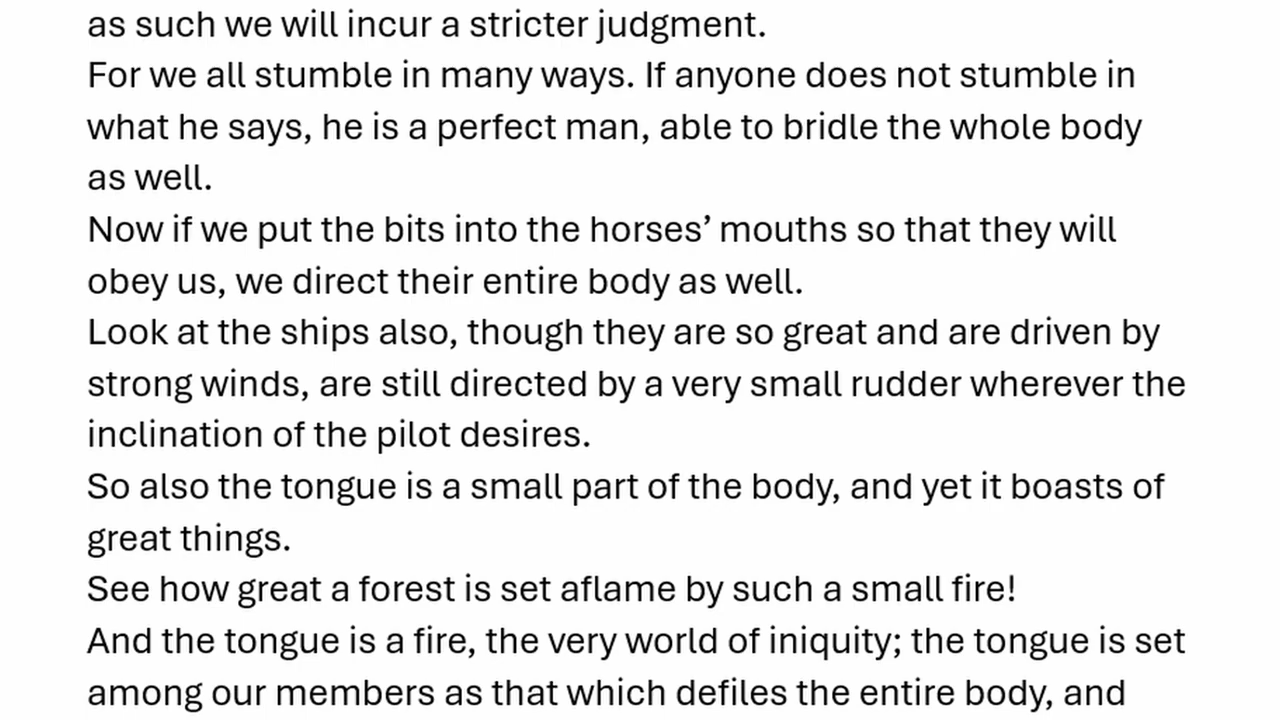 as such we will incur a stricter judgment.
For we all stumble in many ways. If anyone does not stumble in
what he says, he is a perfect man, able to bridle the whole body
as well.
Now if we put the bits into the horses’ mouths so that they will
obey us, we direct their entire body as well.
Look at the ships also, though they are so great and are driven by
strong winds, are still directed by a very small rudder wherever the
inclination of the pilot desires.
So also the tongue is a small part of the body, and yet it boasts of
great things.
See how great a forest is set aflame by such a small fire!
And the tongue is a fire, the very world of iniquity; the tongue is set
among our members as that which defiles the entire body, and